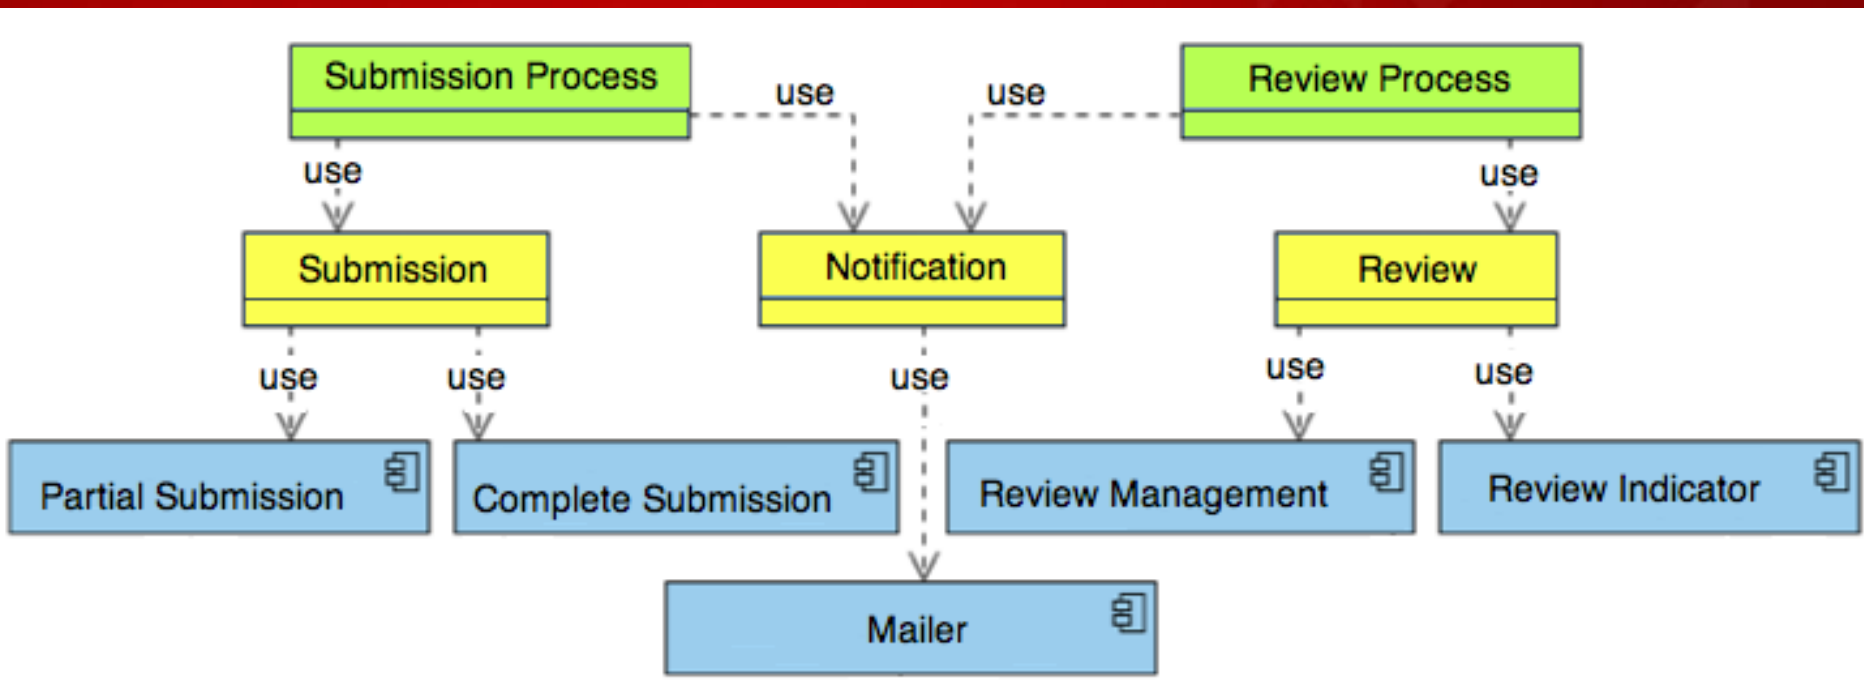 Submission Process
use
use
Review Process
use
use
Submission
Notification
Review
use
use
use
use
use
Partial Submission
Complete Submission
Review Management
Review Indicator
Mailer